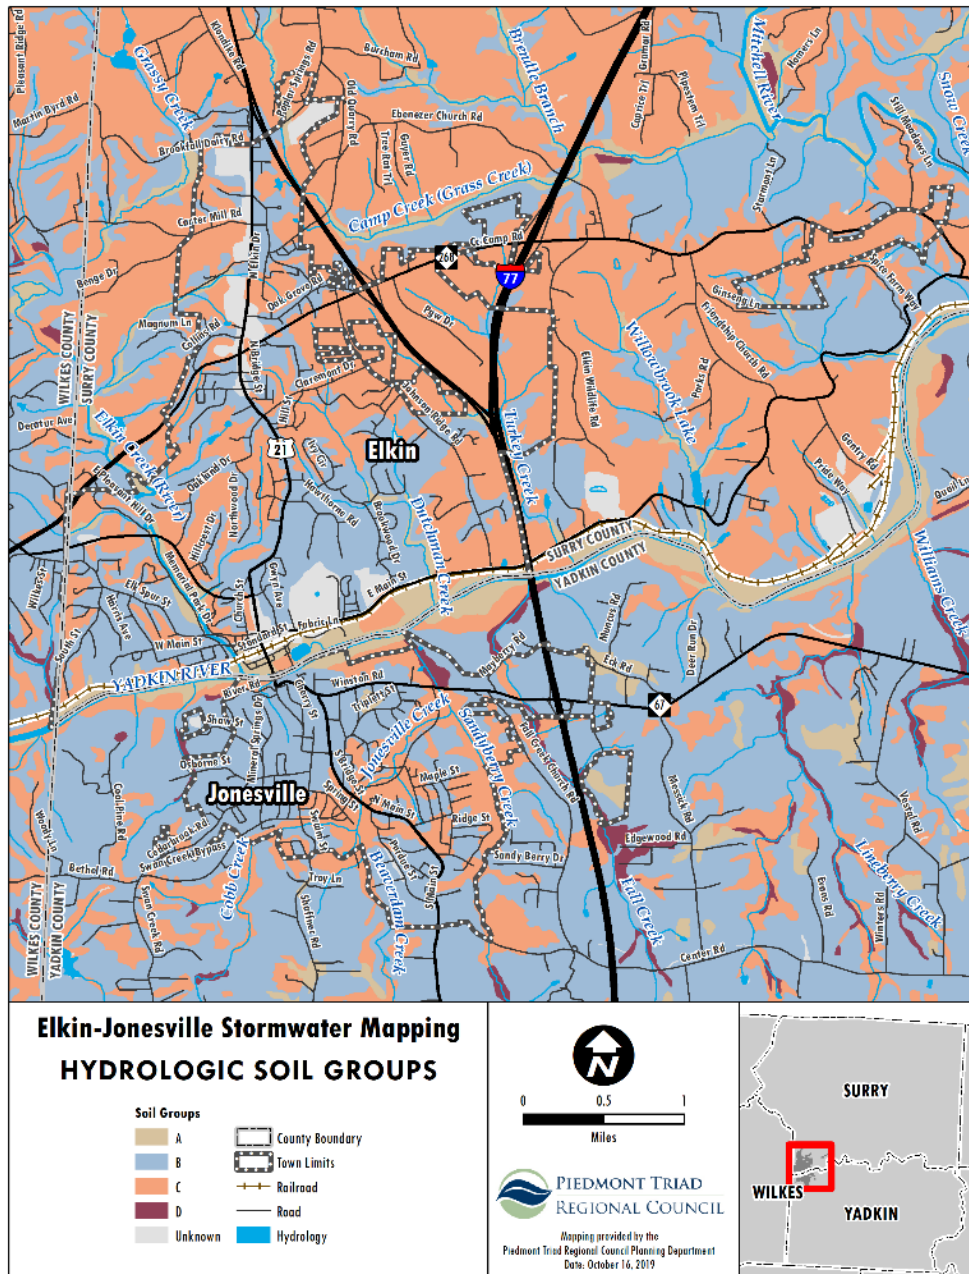 Pleasant Ridge Rd
Grassy Creek
Klondike Rd
Poplar Springs Rd
Burcham Rd
Old Quarry Rd
Brendle Branch
Grumar Rd
Mitchell River
Homers Ln
Martin Byrd Rd
Ebenezer Church Rd
Caprice Trl
Pipestem Trl
Snow Creek
Still Meadows Ln
Brookfall Dairy Rd
Tree Rat Trl
Guyer Rd
Starmont Ln
Camp Creek (Grass Creek)
Carter Mill Rd
Cc Camp Rd
268
N Elkin Dr
Benge Dr
Oak Grove Rd
77
Spice Farm Way
Ginseng Ln
Pgw Dr
Magnum Ln
Collins Rd
Friendship Church Rd
WILKES COUNTY
SURRY COUNTY
N Bridge St
Claremont Dr
Johnson Ridge Rd
Elkin Wildlife Rd
Willowbrook Lake
Parks Rd
Decatur Ave
Hill St
Elkin Creek (River)
21
Ivy Cir
Elkin
Turkey Creek
Gentry Rd
Pride Way
Quail Ln
E Pleasant Hill Dr
Oakland Dr
Northwood Dr
Hillcrest Dr
Hawthorne Rd
Brookwood Dr
Dutchman Creek
SURRY COUNTY
YADKIN COUNTY
Williams Creek
Wilkes St
Elk Spur St
Harris Ave
Memorial Park Dr
Church St
Gwyn Ave
E Main St
South St
W Main St
Standard St
Fabric Ln
Mayberry Rd
Muncus Rd
Eck Rd
Deer Run Dr
YADKIN RIVER
River Rd
Winston Rd
67
Shaw St
Cherry St
Triplett St
Mineral Springs Dr
Osborne St
Jonesville Creek
Sandyberry Creek
Fall Creek Church Rd
Jonesville
S Bridge St
Maple St
Spring St
N Main St
Ridge St
Messick Rd
Vestal Rd
Woods Ln
Cool Pine Rd
Cedarbrook Rd
Swan Creek Bypass
Swaim St
Edgewood Rd
Bethel Rd
Cobb Creek
Troy Ln
Beaverdam Creek
Purdue St
Sandy Berry Dr
Lineberry Creek
Swan Creek Rd
Shaffner Rd
S Main St
Fall Creek
Evans Rd
Winters Rd
Center Rd
WILKES COUNTY
YADKIN COUNTY
Elkin-Jonesville Stormwater Mapping
HYDROLOGIC SOIL GROUPS
Soil Groups
A
B
C
D
Unknown
County Boundary
Town Limits
Railroad
Road
Hydrology
N
0 0.5 1
Miles
PIEDMONT TRIAD
REGIONAL COUNCIL
Mapping provided by the
Piedmont Triad Regional Council Planning Department
Date: October 16, 2019
SURRY
WILKES
YADKIN